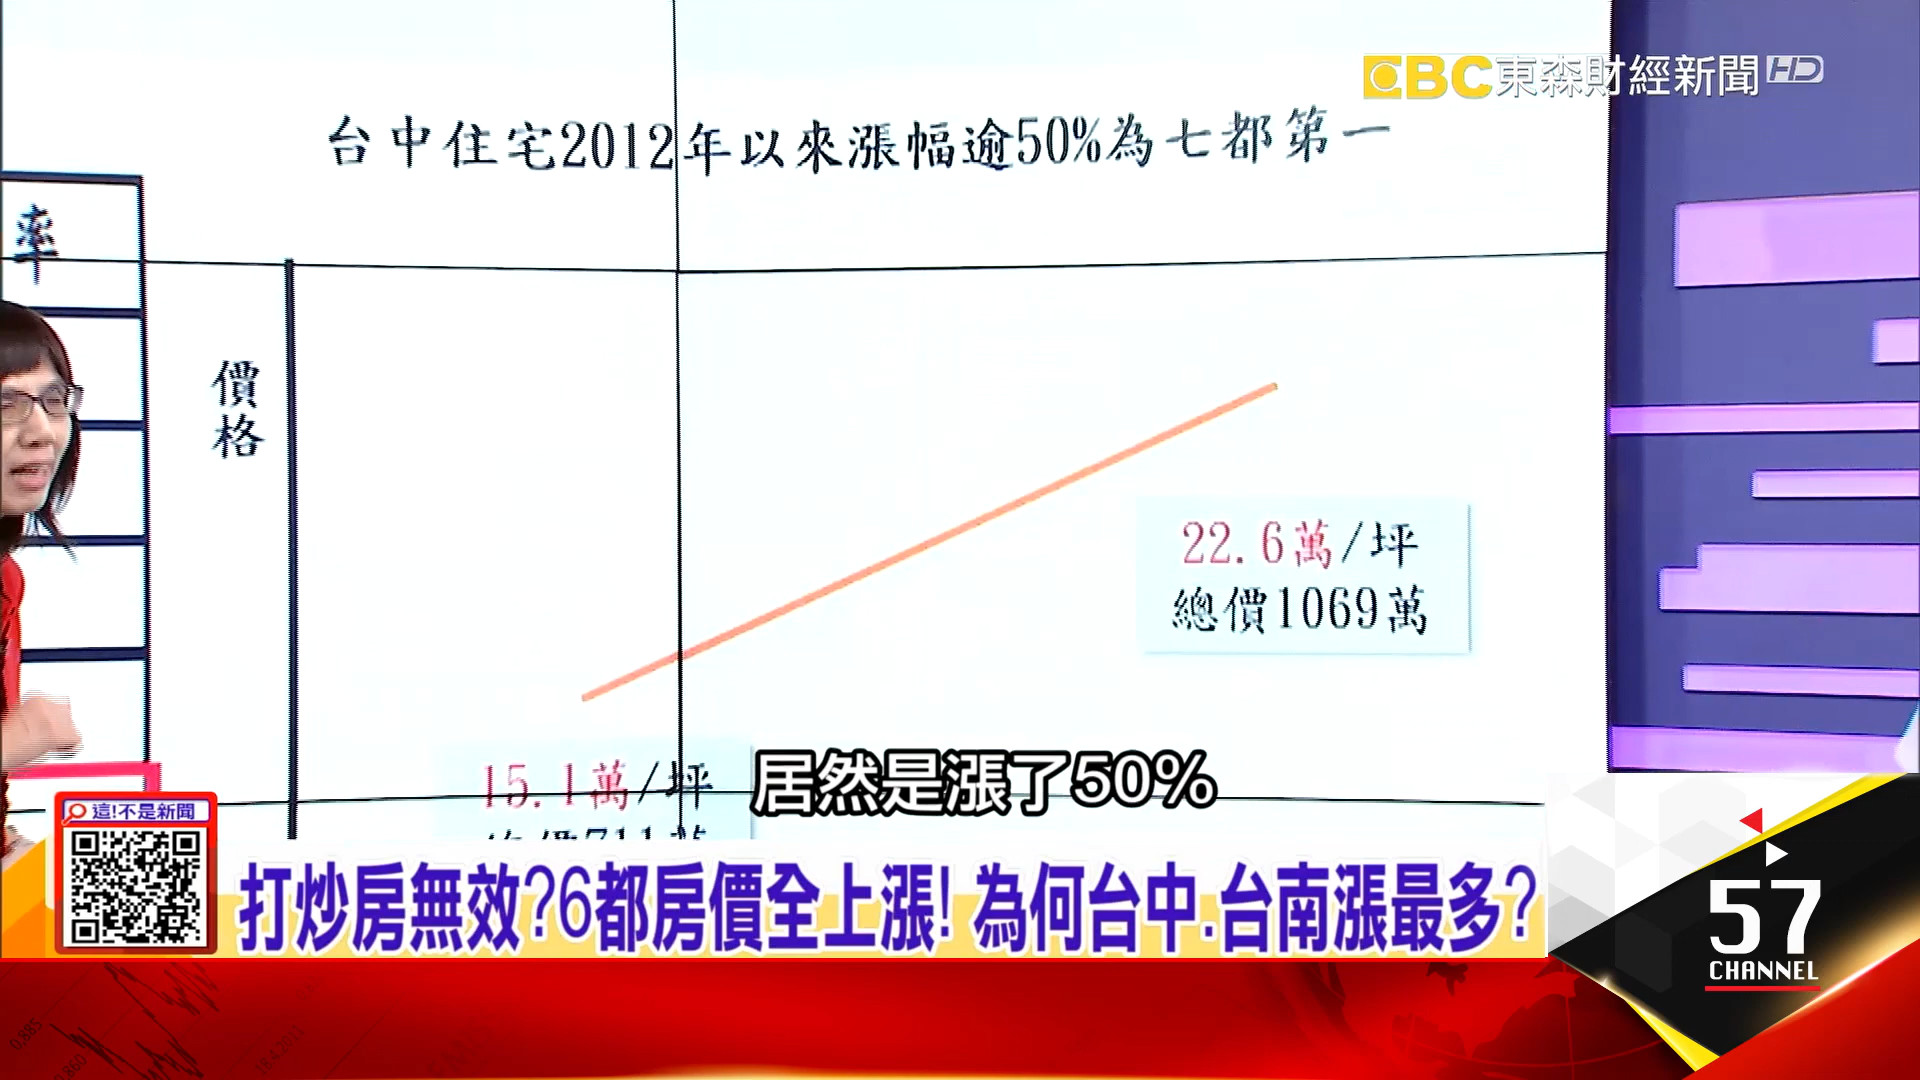 EBC東森財經新聞HD
台中住宅2012年以來漲幅逾50%為七都第一
率
價格
22.6萬/坪
總價1069萬
15.1萬/坪
居然是漲了50%
這!不是新聞
打炒房無效?6都房價全上漲! 為何台中.台南漲最多?
57
CHANNEL